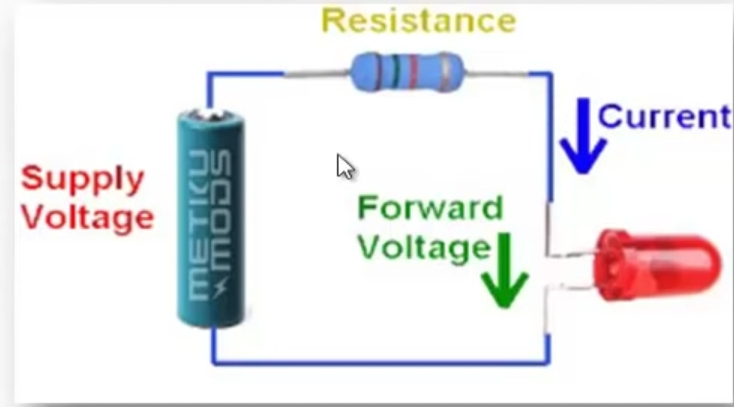 Resistance
Current
Supply
Voltage
Forward
Voltage
METKU
MODS